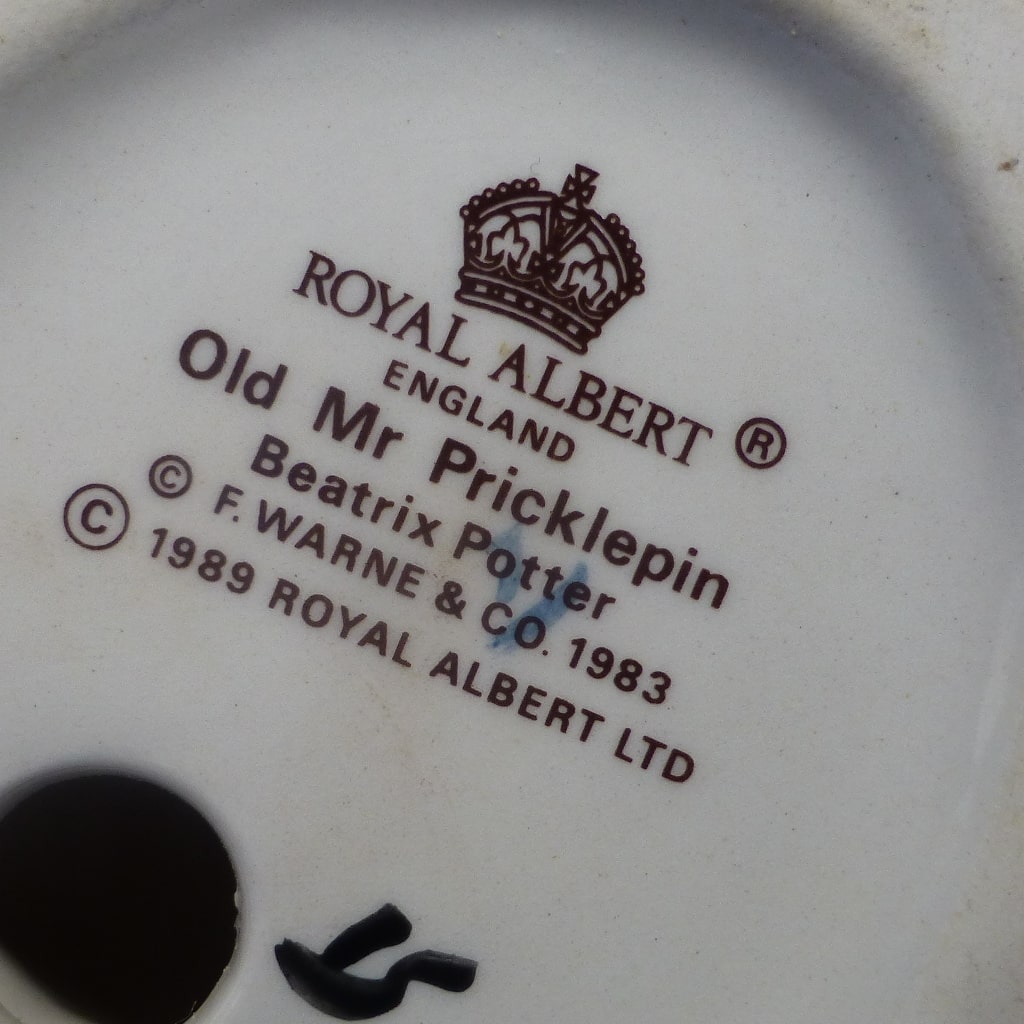 ROYAL ALBERT ®
ENGLAND
Old Mr Pricklepin
Beatrix Potter
© F. WARNE & CO. 1983
© 1989 ROYAL ALBERT LTD